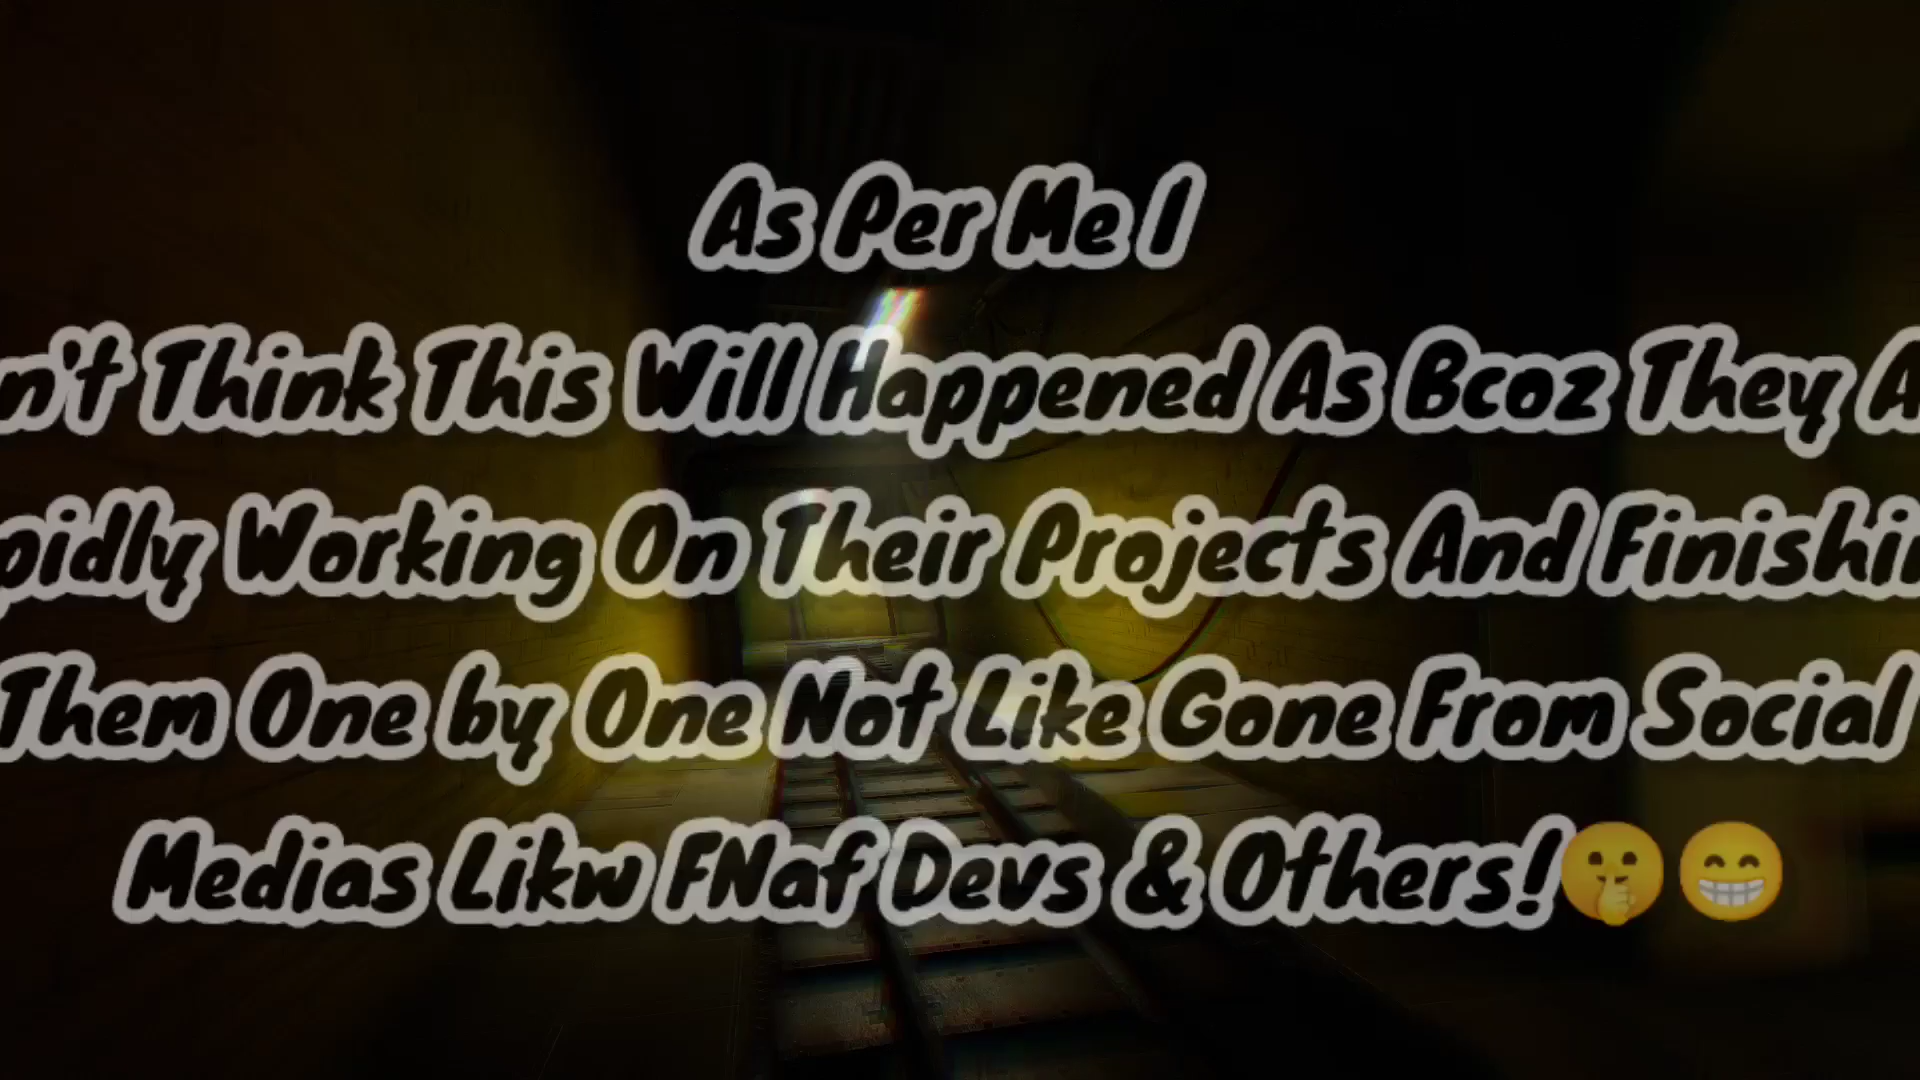 As Per Me I
n't Think This Will Happened As Bcoz They A
pidly Working On Their Projects And Finishin
Them One by One Not Like Gone From Social
Medias Likw FNaf Devs & Others!🤫😁